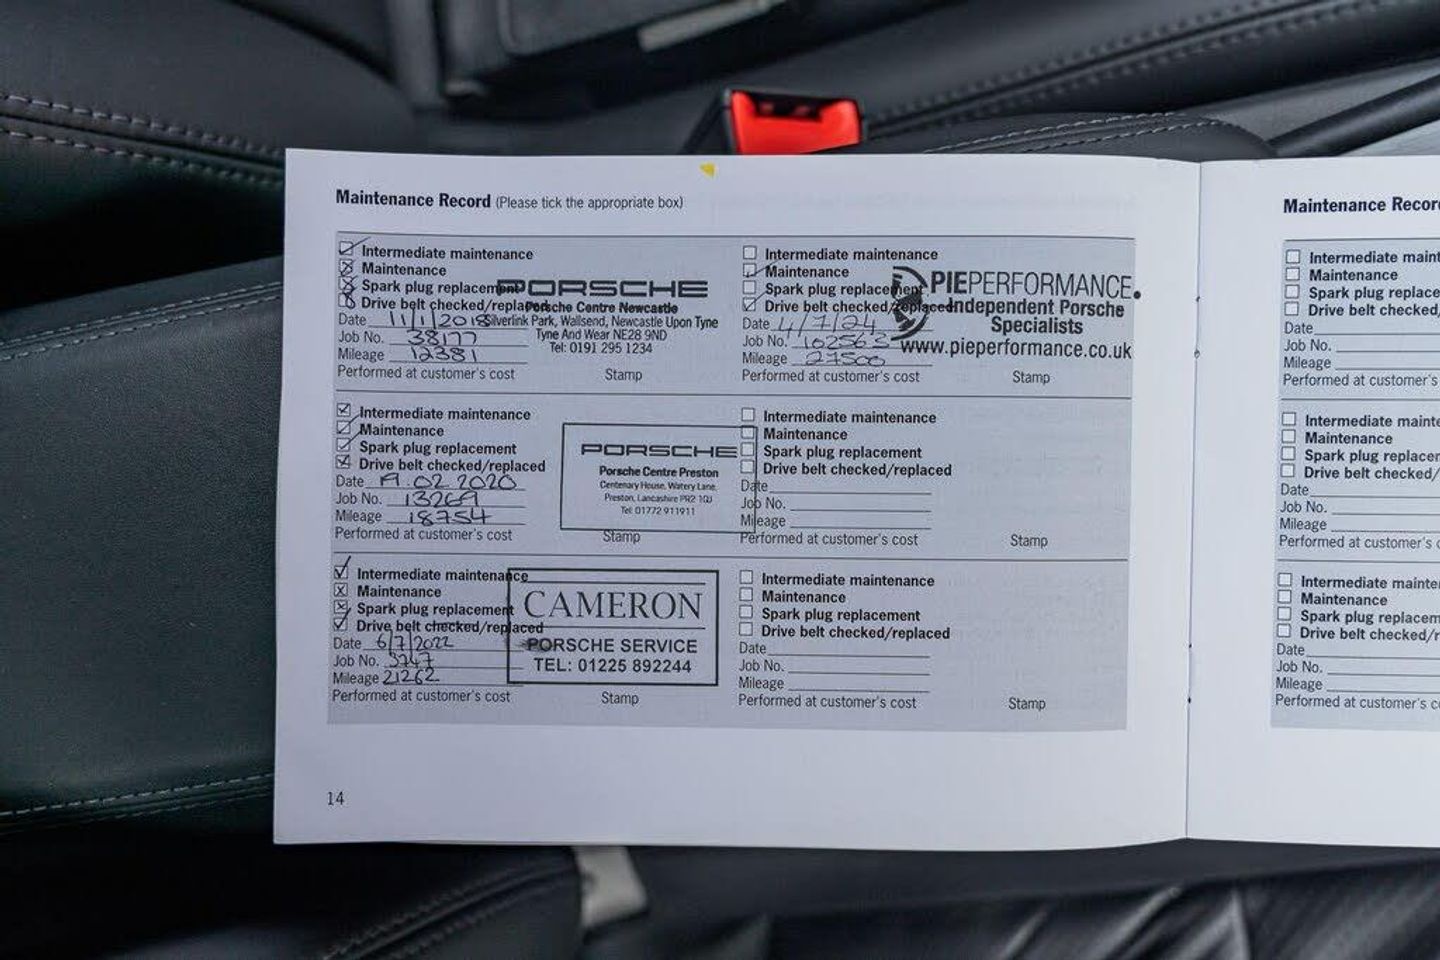 Maintenance Record (Please tick the appropriate box)
Intermediate maintenance
Maintenance
Spark plug replacement
Drive belt checked/replaced
Date 11/1/2018
Job No. 38177
Mileage 12381
Performed at customer's cost
PORSCHE
Porsche Centre Newcastle
Silverlink Park, Wallsend, Newcastle Upon Tyne
Tyne And Wear NE28 9ND
Tel: 0191 295 1234
Stamp
Intermediate maintenance
Maintenance
Spark plug replacement
Drive belt checked/replaced
Date 19.02.2020
Job No. 13269
Mileage 18754
Performed at customer's cost
PORSCHE
Porsche Centre Preston
Centenary House, Watery Lane,
Preston, Lancashire PR2 1QJ
Tel: 01772 911911
Stamp
Intermediate maintenance
Maintenance
Spark plug replacement
Drive belt checked/replaced
Date 6/7/2022
Job No.
Mileage 21262
Performed at customer's cost
CAMERON
PORSCHE SERVICE
TEL: 01225 892244
Stamp
Intermediate maintenance
Maintenance
Spark plug replacement
Drive belt checked/replaced
Date 4/7/24
Job No. 102563
Mileage 27500
Performed at customer's cost
PIEPERFORMANCE.
Independent Porsche
Specialists
www.pieperformance.co.uk
Stamp
Intermediate maintenance
Maintenance
Spark plug replacement
Drive belt checked/replaced
Date
Job No.
Mileage
Performed at customer's cost
Stamp
Intermediate maintenance
Maintenance
Spark plug replacement
Drive belt checked/replaced
Date
Job No.
Mileage
Performed at customer's cost
Stamp
14
Maintenance Recor
Intermediate maint
Maintenance
Spark plug replace
Drive belt checked,
Date
Job No.
Mileage
Performed at customer's
Intermediate mainte
Maintenance
Spark plug replacer
Drive belt checked/
Date
Job No.
Mileage
Performed at customer's c
Intermediate mainte
Maintenance
Spark plug replacem
Drive belt checked/r
Date
Job No.
Mileage
Performed at customer's c